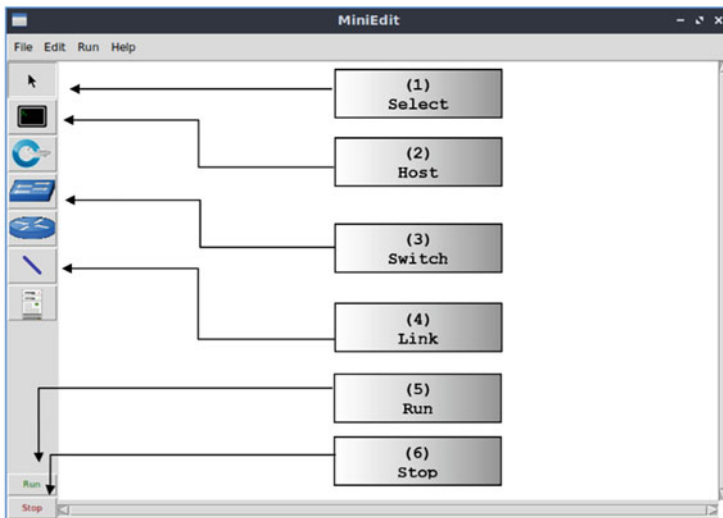 MiniEdit
File Edit Run Help
(1)
Select
(2)
Host
(3)
Switch
(4)
Link
(5)
Run
(6)
Stop
Run
Stop